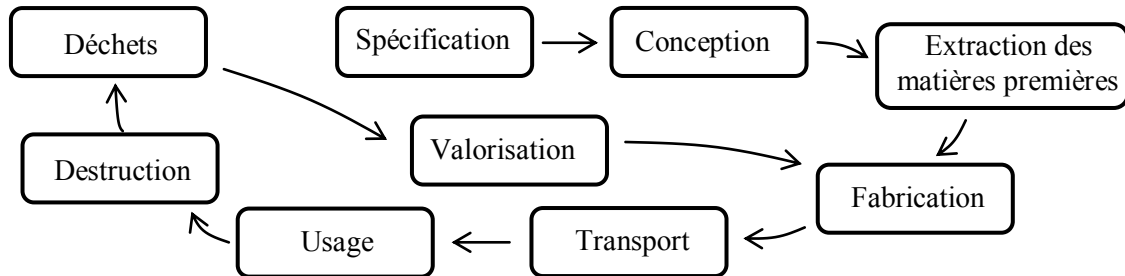 Déchets
Spécification
Conception
Extraction des
matières premières
Valorisation
Destruction
Fabrication
Usage
Transport